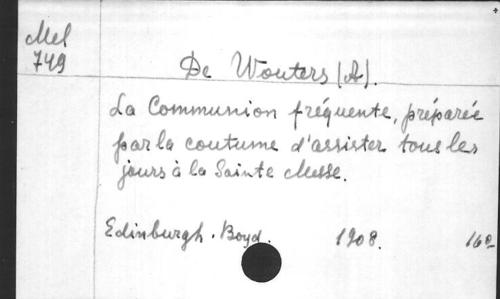 Mel
749
De Wouters (A).
La Communion fréquente, préparée
par la coutume d'assister tous les
jours à la Sainte Messe.
Edinburgh. Boyd. 1908. 16º